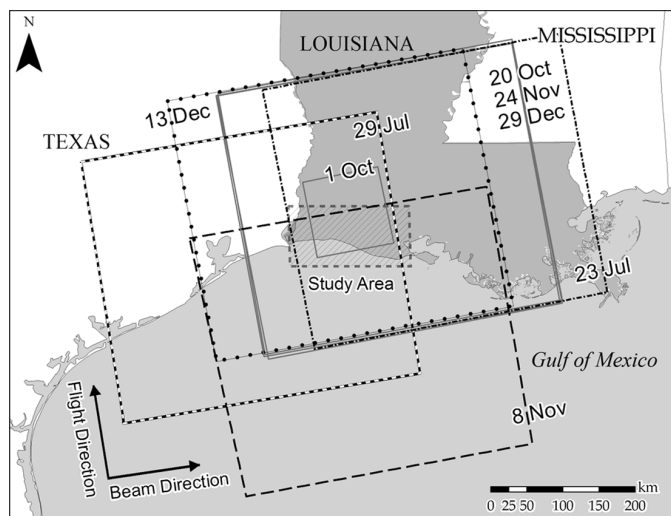 N
LOUISIANA
MISSISSIPPI
20 Oct
24 Nov
29 Dec
13 Dec
29 Jul
TEXAS
1 Oct
23 Jul
Study Area
Gulf of Mexico
8 Nov
Flight Direction
Beam Direction
km
0 25 50 100 150 200